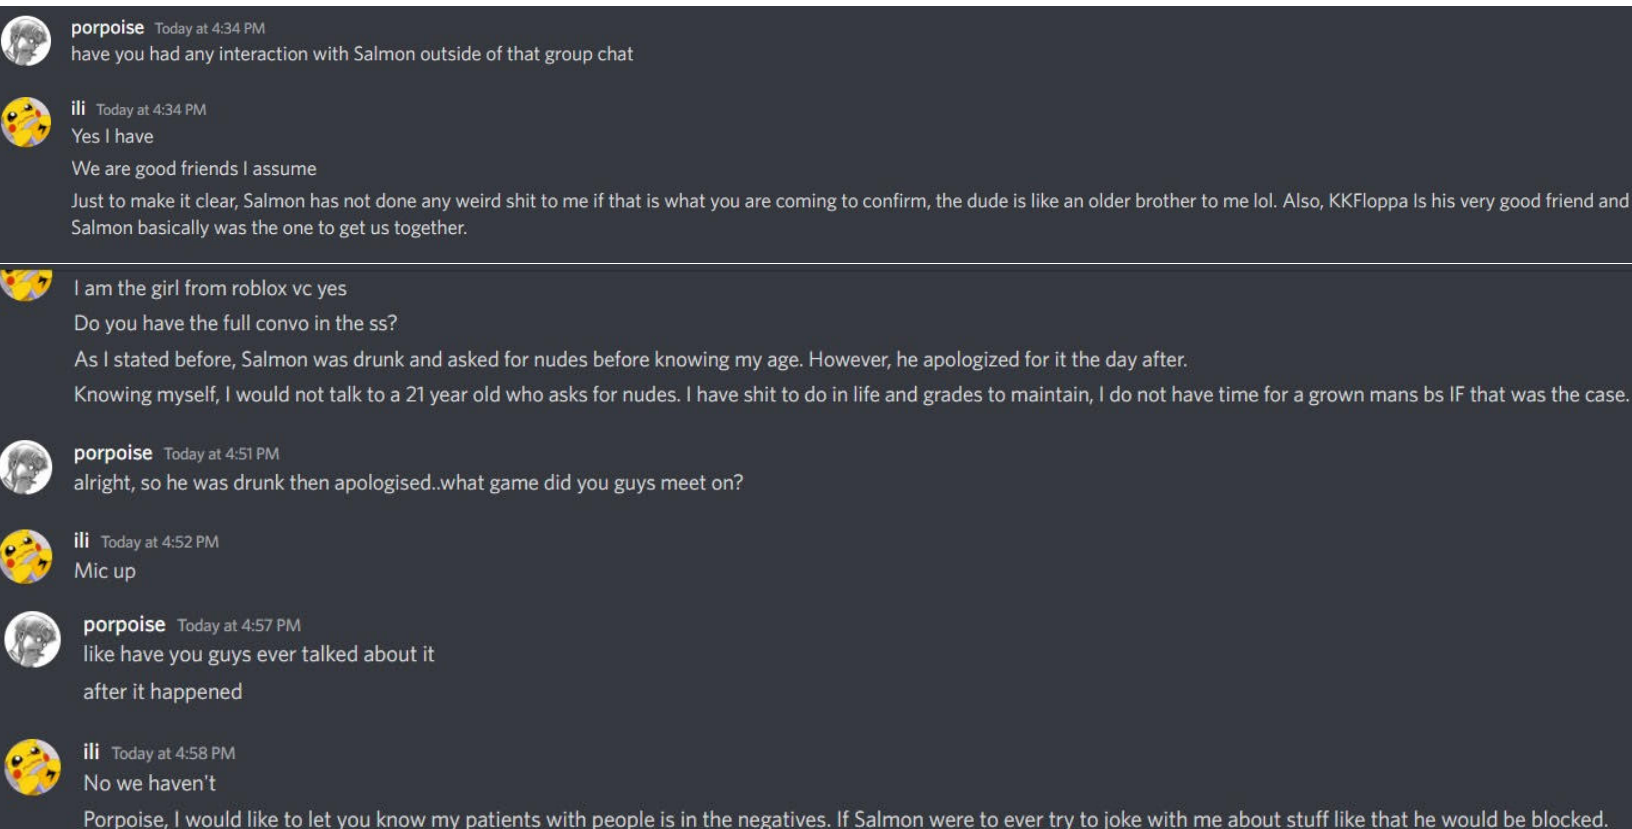 porpoise Today at 4:34 PM
have you had any interaction with Salmon outside of that group chat
ili Today at 4:34 PM
Yes I have
We are good friends I assume
Just to make it clear, Salmon has not done any weird shit to me if that is what you are coming to confirm, the dude is like an older brother to me lol. Also, KKFloppa Is his very good friend and
Salmon basically was the one to get us together.
I am the girl from roblox vc yes
Do you have the full convo in the ss?
As I stated before, Salmon was drunk and asked for nudes before knowing my age. However, he apologized for it the day after.
Knowing myself, I would not talk to a 21 year old who asks for nudes. I have shit to do in life and grades to maintain, I do not have time for a grown mans bs IF that was the case.
porpoise Today at 4:51 PM
alright, so he was drunk then apologised..what game did you guys meet on?
ili Today at 4:52 PM
Mic up
porpoise Today at 4:57 PM
like have you guys ever talked about it
after it happened
ili Today at 4:58 PM
No we haven't
Porpoise, I would like to let you know my patients with people is in the negatives. If Salmon were to ever try to joke with me about stuff like that he would be blocked.